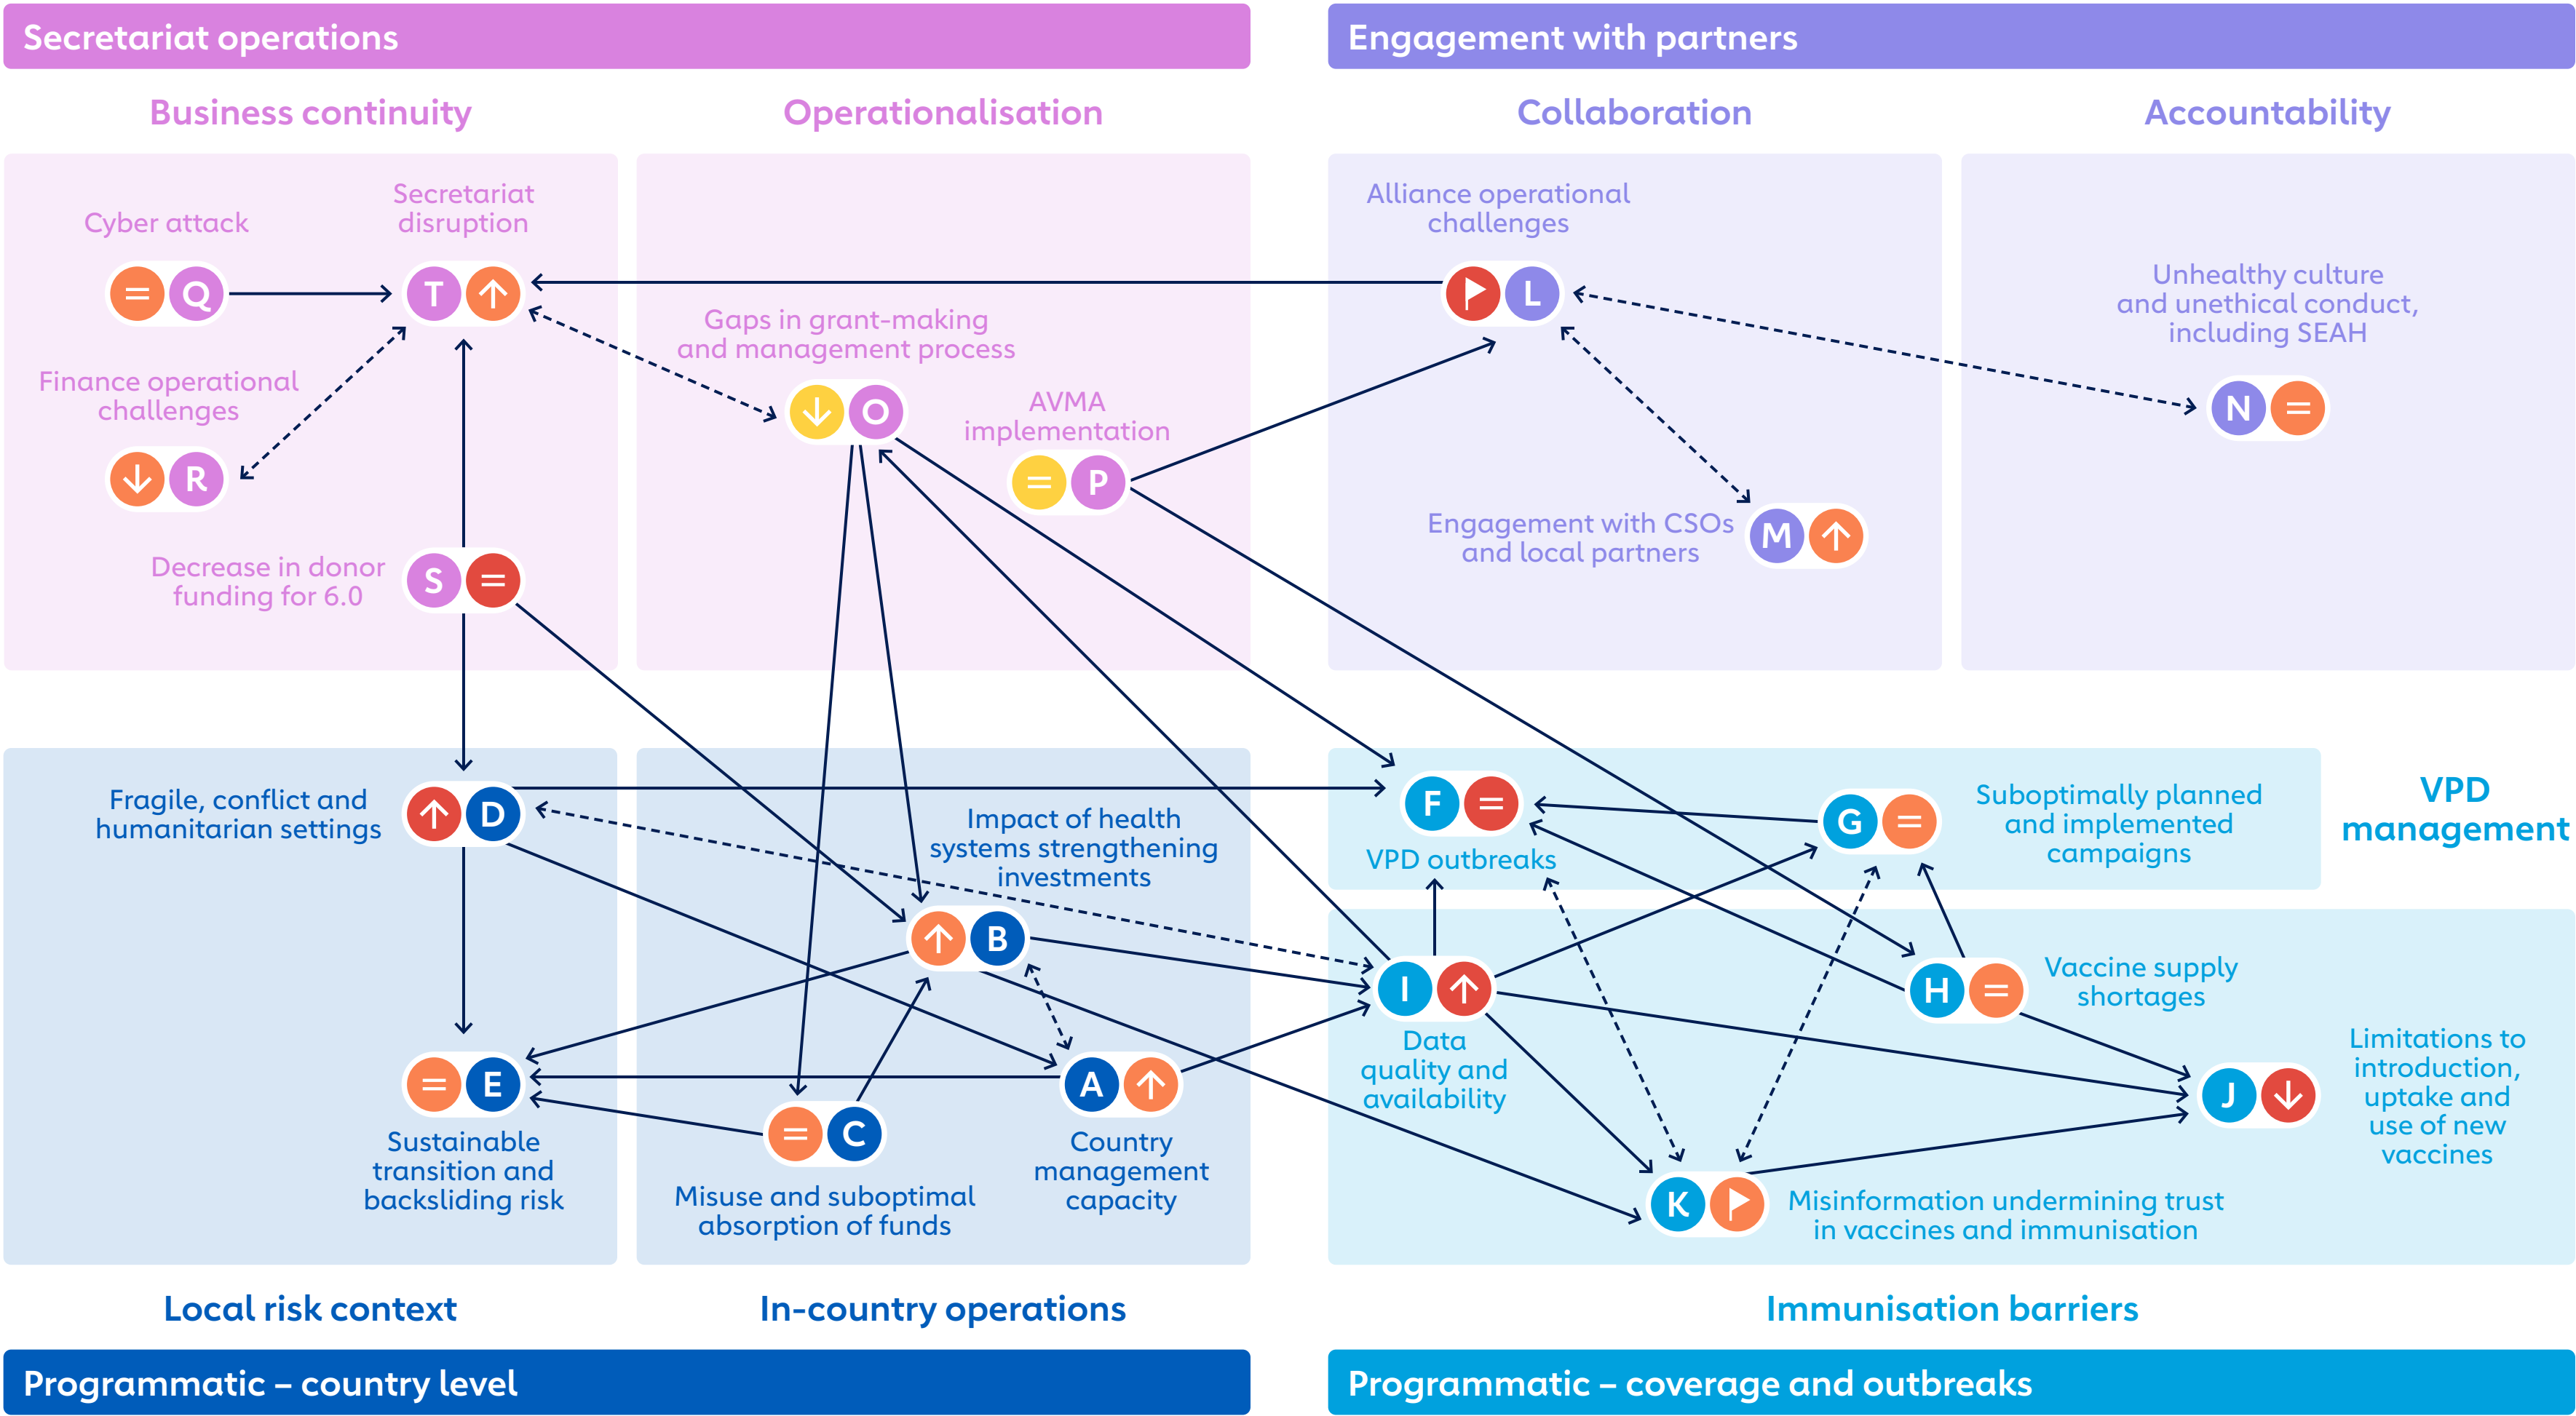 Secretariat operations
Engagement with partners
Business continuity
Operationalisation
Collaboration
Accountability
Secretariat
disruption
Cyber attack
= Q
T ↑
Finance operational
challenges
↓ R
Decrease in donor
funding for 6.0
S =
Gaps in grant-making
and management process
↓ O
AVMA
implementation
= P
Alliance operational
challenges
L
Engagement with CSOs
and local partners
M ↑
Unhealthy culture
and unethical conduct,
including SEAH
N =
Fragile, conflict and
humanitarian settings
↑ D
= E
Sustainable
transition and
backsliding risk
Impact of health
systems strengthening
investments
↑ B
A ↑
Country
management
capacity
= C
Misuse and suboptimal
absorption of funds
F =
VPD outbreaks
G =
Suboptimally planned
and implemented
campaigns
VPD
management
I ↑
Data
quality and
availability
H =
Vaccine supply
shortages
J ↓
Limitations to
introduction,
uptake and
use of new
vaccines
K
Misinformation undermining trust
in vaccines and immunisation
Local risk context
In-country operations
Immunisation barriers
Programmatic – country level
Programmatic – coverage and outbreaks